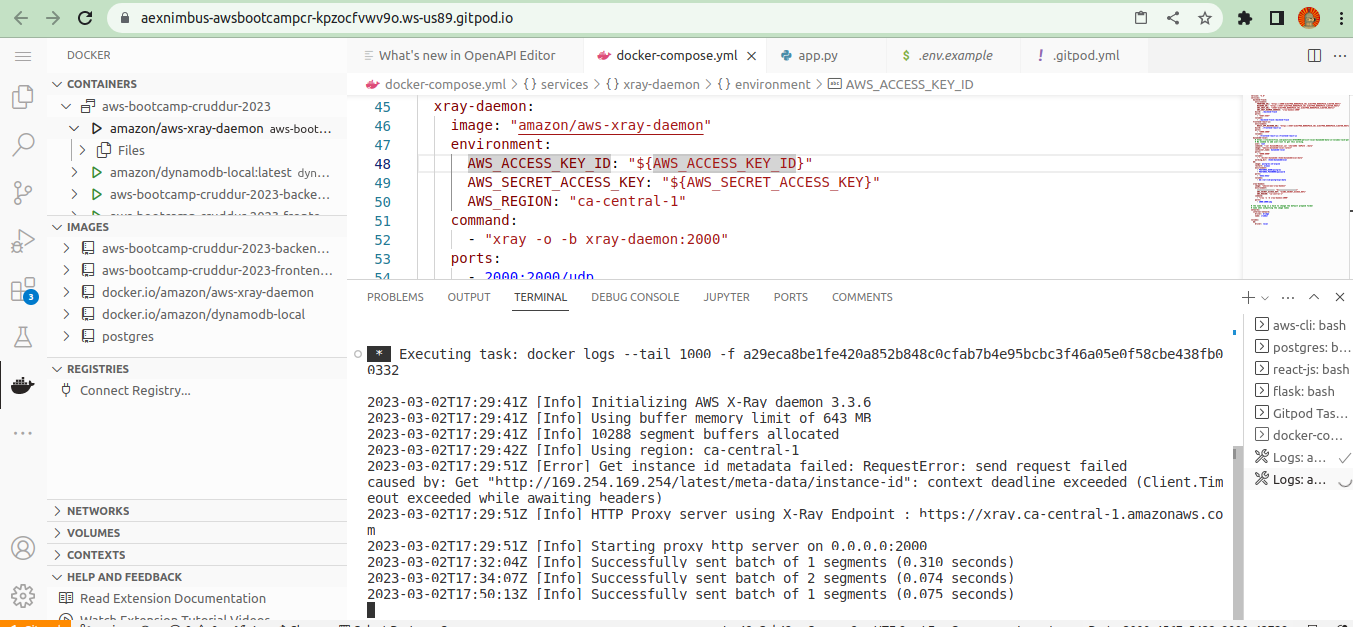 aexnimbus-awsbootcampcr-kpzocfvwv9o.ws-us89.gitpod.io
DOCKER
CONTAINERS
aws-bootcamp-cruddur-2023
amazon/aws-xray-daemon aws-boot...
Files
amazon/dynamodb-local:latest dyn...
aws-bootcamp-cruddur-2023-backe...
aws-bootcamp-cruddur-2023-fronte...
IMAGES
aws-bootcamp-cruddur-2023-backen...
aws-bootcamp-cruddur-2023-fronten...
docker.io/amazon/aws-xray-daemon
docker.io/amazon/dynamodb-local
postgres
REGISTRIES
Connect Registry...
NETWORKS
VOLUMES
CONTEXTS
HELP AND FEEDBACK
Read Extension Documentation
Watch Extension Tutorial Videos
3
What's new in OpenAPI Editor
docker-compose.yml
app.py
$ .env.example
! .gitpod.yml
docker-compose.yml > {} services > {} xray-daemon > {} environment > abc AWS_ACCESS_KEY_ID
45 xray-daemon:
46 image: "amazon/aws-xray-daemon"
47 environment:
48 AWS_ACCESS_KEY_ID: "${AWS_ACCESS_KEY_ID}"
49 AWS_SECRET_ACCESS_KEY: "${AWS_SECRET_ACCESS_KEY}"
50 AWS_REGION: "ca-central-1"
51 command:
52 - "xray -o -b xray-daemon:2000"
53 ports:
54 - 2000:2000/udp
PROBLEMS OUTPUT TERMINAL DEBUG CONSOLE JUPYTER PORTS COMMENTS
* Executing task: docker logs --tail 1000 -f a29eca8be1fe420a852b848c0cfab7b4e95bcbc3f46a05e0f58cbe438fb0
0332
2023-03-02T17:29:41Z [Info] Initializing AWS X-Ray daemon 3.3.6
2023-03-02T17:29:41Z [Info] Using buffer memory limit of 643 MB
2023-03-02T17:29:41Z [Info] 10288 segment buffers allocated
2023-03-02T17:29:42Z [Info] Using region: ca-central-1
2023-03-02T17:29:51Z [Error] Get instance id metadata failed: RequestError: send request failed
caused by: Get "http://169.254.169.254/latest/meta-data/instance-id": context deadline exceeded (Client.Tim
eout exceeded while awaiting headers)
2023-03-02T17:29:51Z [Info] HTTP Proxy server using X-Ray Endpoint : https://xray.ca-central-1.amazonaws.co
m
2023-03-02T17:29:51Z [Info] Starting proxy http server on 0.0.0.0:2000
2023-03-02T17:32:04Z [Info] Successfully sent batch of 1 segments (0.310 seconds)
2023-03-02T17:34:07Z [Info] Successfully sent batch of 2 segments (0.074 seconds)
2023-03-02T17:50:13Z [Info] Successfully sent batch of 1 segments (0.075 seconds)
aws-cli: bash
postgres: b...
react-js: bash
flask: bash
Gitpod Tas...
docker-co...
Logs: a...
Logs: a...